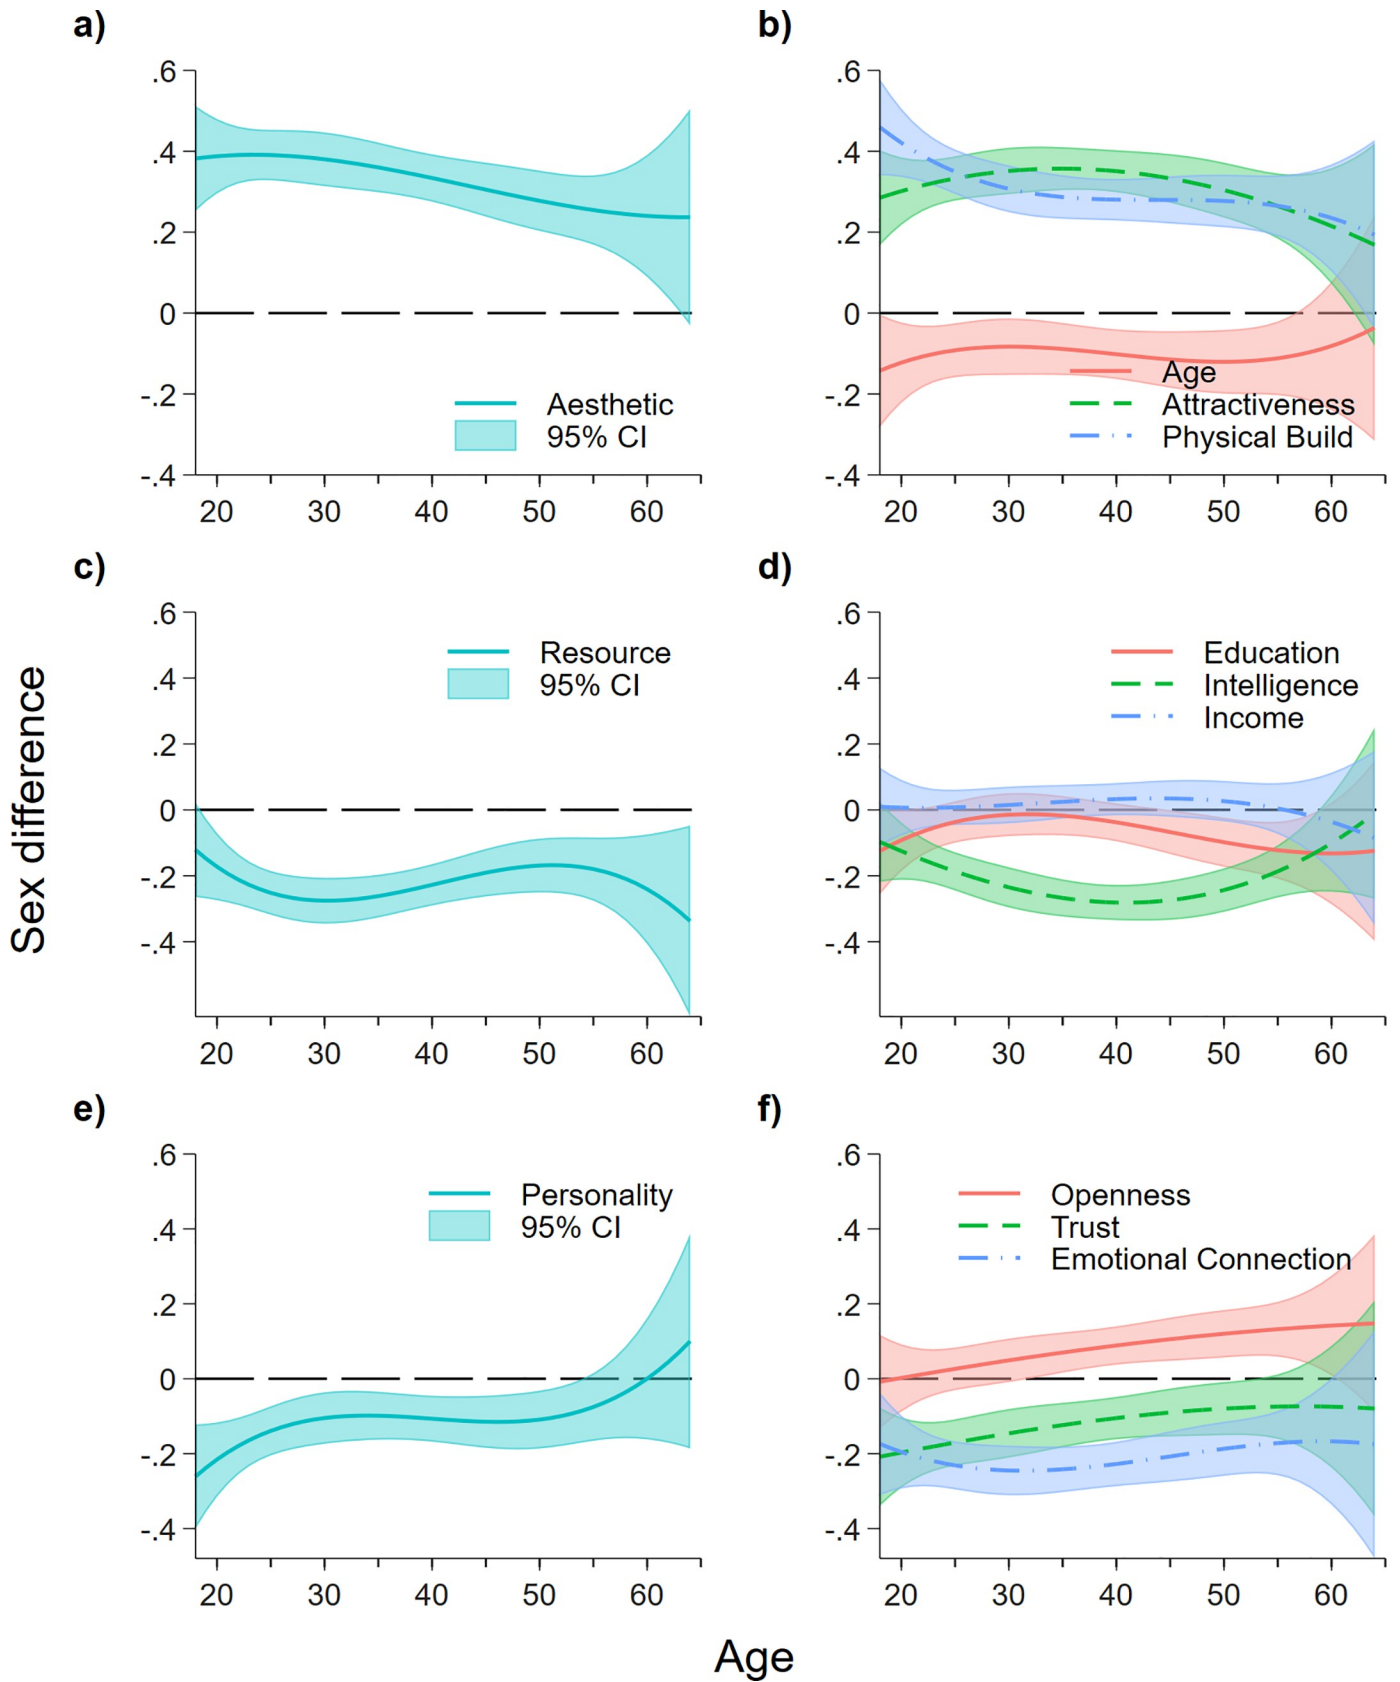 a)
.6
.4
.2
0
-.2
-.4
Aesthetic
95% CI
20 30 40 50 60
b)
.6
.4
.2
0
-.2
-.4
Age
Attractiveness
Physical Build
20 30 40 50 60
c)
.6
.4
.2
0
-.2
-.4
Resource
95% CI
20 30 40 50 60
d)
.6
.4
.2
0
-.2
-.4
Education
Intelligence
Income
20 30 40 50 60
e)
.6
.4
.2
0
-.2
-.4
Personality
95% CI
20 30 40 50 60
f)
.6
.4
.2
0
-.2
-.4
Openness
Trust
Emotional Connection
20 30 40 50 60
Sex difference
Age